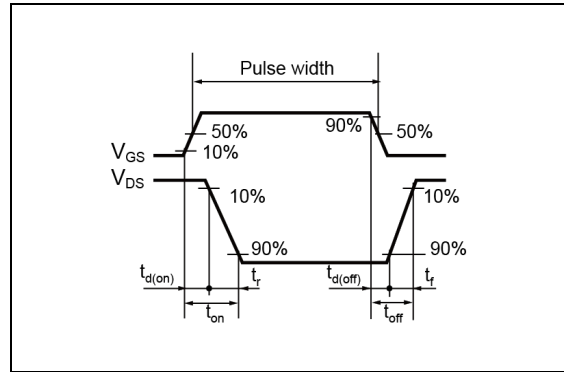 Pulse width
50%
90%
50%
V_GS
10%
V_DS
10%
10%
90%
90%
t_d(on)
t_r
t_d(off)
t_f
t_on
t_off